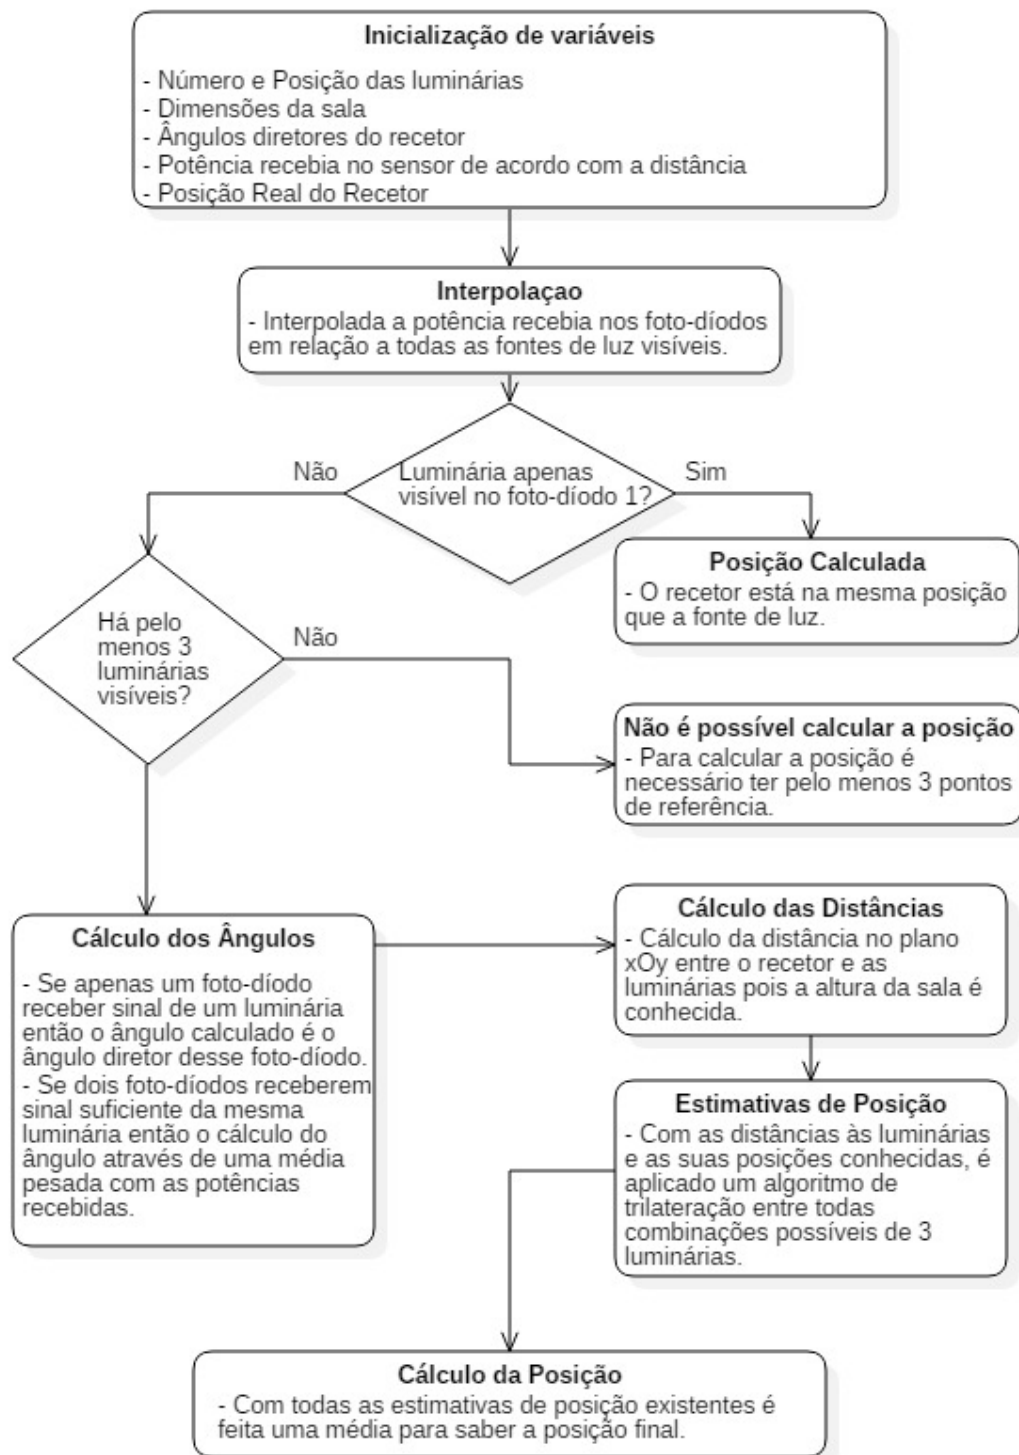 Inicialização de variáveis
- Número e Posição das luminárias
- Dimensões da sala
- Ângulos diretores do recetor
- Potência recebia no sensor de acordo com a distância
- Posição Real do Recetor
Interpolaçao
- Interpolada a potência recebia nos foto-díodos
em relação a todas as fontes de luz visíveis.
Luminária apenas
visível no foto-díodo 1?
Não
Sim
Posição Calculada
- O recetor está na mesma posição
que a fonte de luz.
Há pelo
menos 3
luminárias
visíveis?
Não
Não é possível calcular a posição
- Para calcular a posição é
necessário ter pelo menos 3 pontos
de referência.
Cálculo dos Ângulos
- Se apenas um foto-díodo
receber sinal de um luminária
então o ângulo calculado é o
ângulo diretor desse foto-díodo.
- Se dois foto-díodos receberem
sinal suficiente da mesma
luminária então o cálculo do
ângulo através de uma média
pesada com as potências
recebidas.
Cálculo das Distâncias
- Cálculo da distância no plano
xOy entre o recetor e as
luminárias pois a altura da sala é
conhecida.
Estimativas de Posição
- Com as distâncias às luminárias
e as suas posições conhecidas, é
aplicado um algoritmo de
trilateração entre todas
combinações possíveis de 3
luminárias.
Cálculo da Posição
- Com todas as estimativas de posição existentes é
feita uma média para saber a posição final.